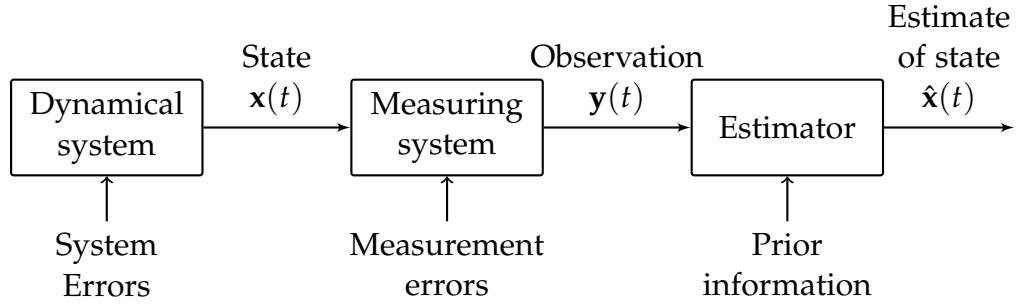 State
x(t)
Observation
y(t)
Estimate
of state
x̂(t)
Dynamical
system
Measuring
system
Estimator
System
Errors
Measurement
errors
Prior
information